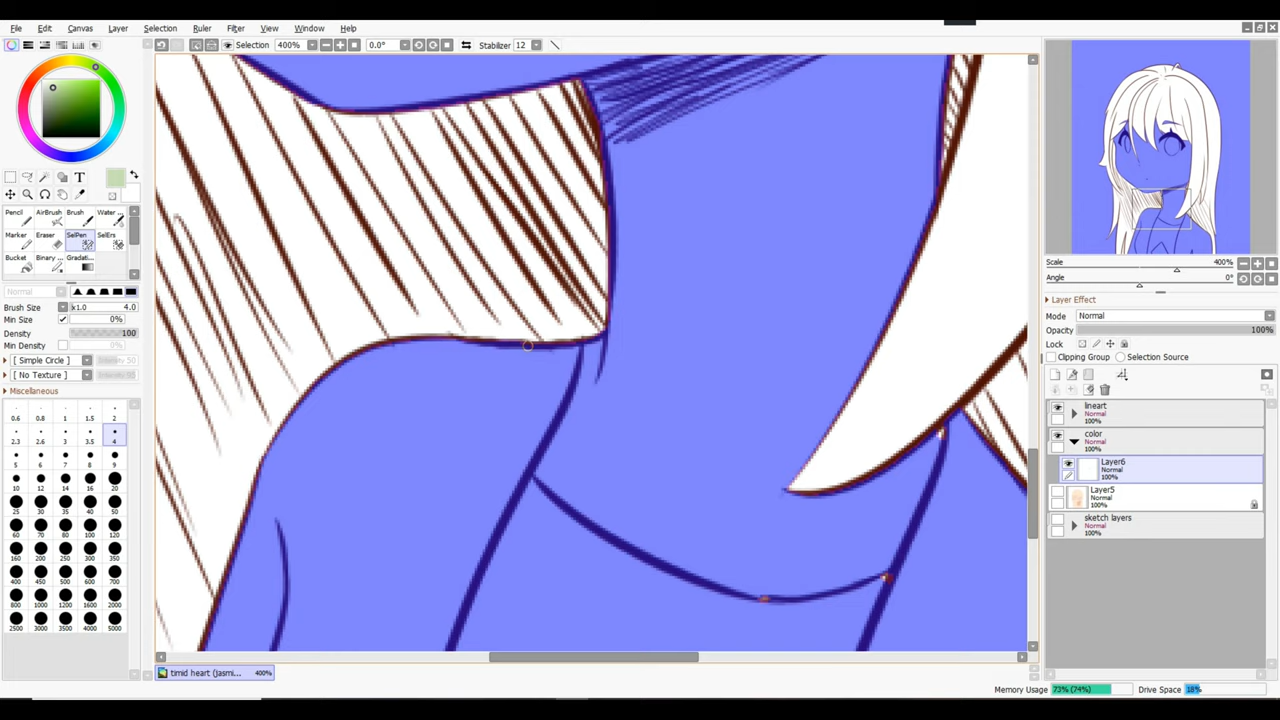 File Edit Canvas Layer Selection Ruler Filter View Window Help
Selection 400% 0.0° Stabilizer 12
T
Pencil AirBrush Brush Water ...
Marker Eraser SelPen SelErs
Bucket Binary ... Gradati...
Normal
Brush Size x1.0 4.0
Min Size 0%
Density 100
Min Density
[ Simple Circle ] Intensity 50
[ No Texture ] Intensity 95
Miscellaneous
0.6 0.8 1 1.5 2
2.3 2.6 3 3.5 4
5 6 7 8 9
10 12 14 16 20
25 30 35 40 50
60 70 80 100 120
160 200 250 300 350
400 450 500 600 700
800 1000 1200 1600 2000
2500 3000 3500 4000 5000
timid heart (jasmi... 400%
Scale 400%
Angle 0°
Layer Effect
Mode Normal
Opacity 100%
Lock
Clipping Group Selection Source
lineart
Normal
100%
color
Normal
100%
Layer6
Normal
100%
Layer5
Normal
100%
sketch layers
Normal
100%
Memory Usage 73% (74%) Drive Space 18%